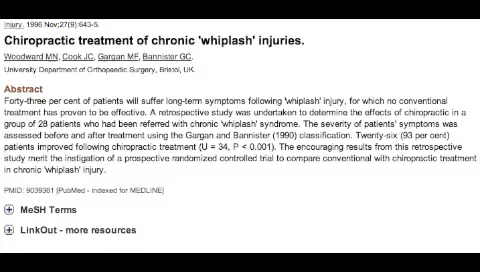 Injury. 1996 Nov;27(9):643-5.
Chiropractic treatment of chronic 'whiplash' injuries.
Woodward MN, Cook JC, Gargan MF, Bannister GC.
University Department of Orthopaedic Surgery, Bristol, UK.
Abstract
Forty-three per cent of patients will suffer long-term symptoms following 'whiplash' injury, for which no conventional
treatment has proven to be effective. A retrospective study was undertaken to determine the effects of chiropractic in a
group of 28 patients who had been referred with chronic 'whiplash' syndrome. The severity of patients' symptoms was
assessed before and after treatment using the Gargan and Bannister (1990) classification. Twenty-six (93 per cent)
patients improved following chiropractic treatment (U = 34, P < 0.001). The encouraging results from this retrospective
study merit the instigation of a prospective randomized controlled trial to compare conventional with chiropractic treatment
in chronic 'whiplash' injury.
PMID: 9039361 [PubMed - indexed for MEDLINE]
MeSH Terms
LinkOut - more resources